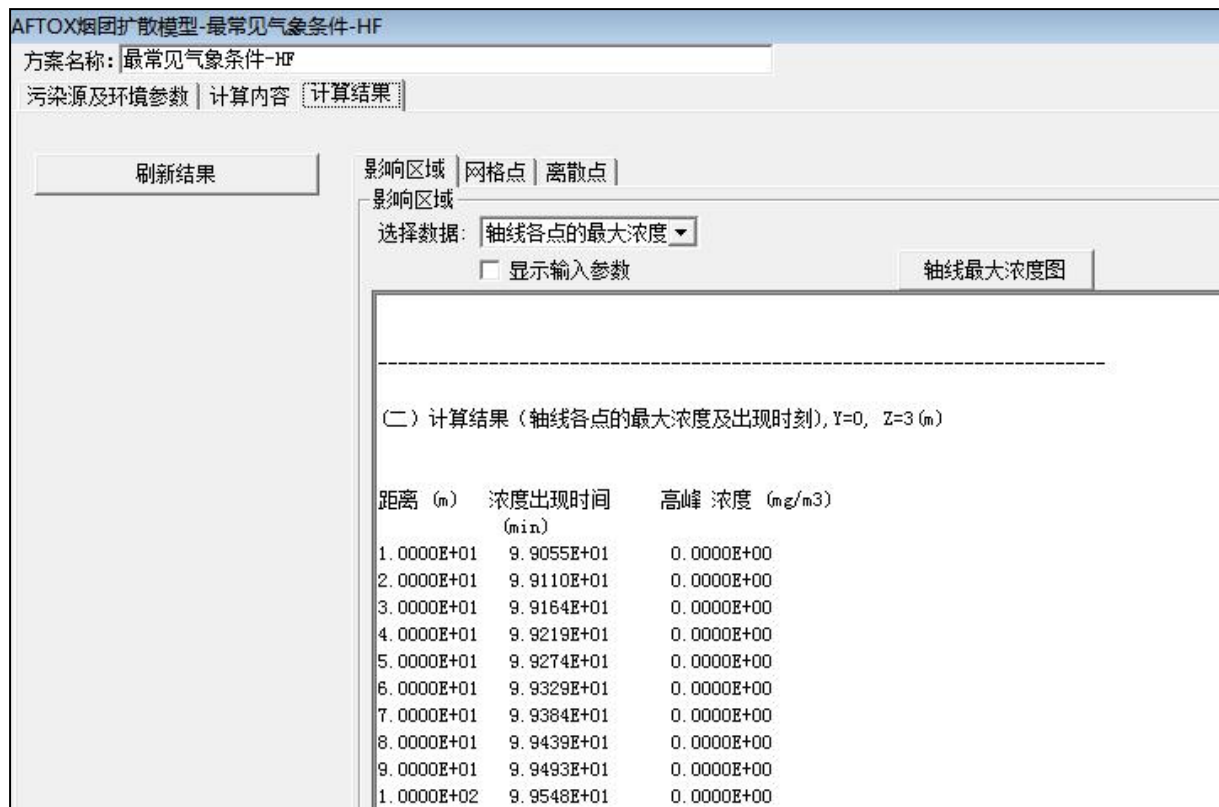 AFTOX烟团扩散模型-最常见气象条件-HF
方案名称: 最常见气象条件-HF
污染源及环境参数 计算内容 计算结果
刷新结果
影响区域 网格点 离散点
影响区域
选择数据: 轴线各点的最大浓度
显示输入参数 轴线最大浓度图
-------------------------------------------------------------------------
(二) 计算结果 (轴线各点的最大浓度及出现时刻), Y=0, Z=3(m)
距离 (m) 浓度出现时间 高峰 浓度 (mg/m3)
(min)
1.0000E+01 9.9055E+01 0.0000E+00
2.0000E+01 9.9110E+01 0.0000E+00
3.0000E+01 9.9164E+01 0.0000E+00
4.0000E+01 9.9219E+01 0.0000E+00
5.0000E+01 9.9274E+01 0.0000E+00
6.0000E+01 9.9329E+01 0.0000E+00
7.0000E+01 9.9384E+01 0.0000E+00
8.0000E+01 9.9439E+01 0.0000E+00
9.0000E+01 9.9493E+01 0.0000E+00
1.0000E+02 9.9548E+01 0.0000E+00